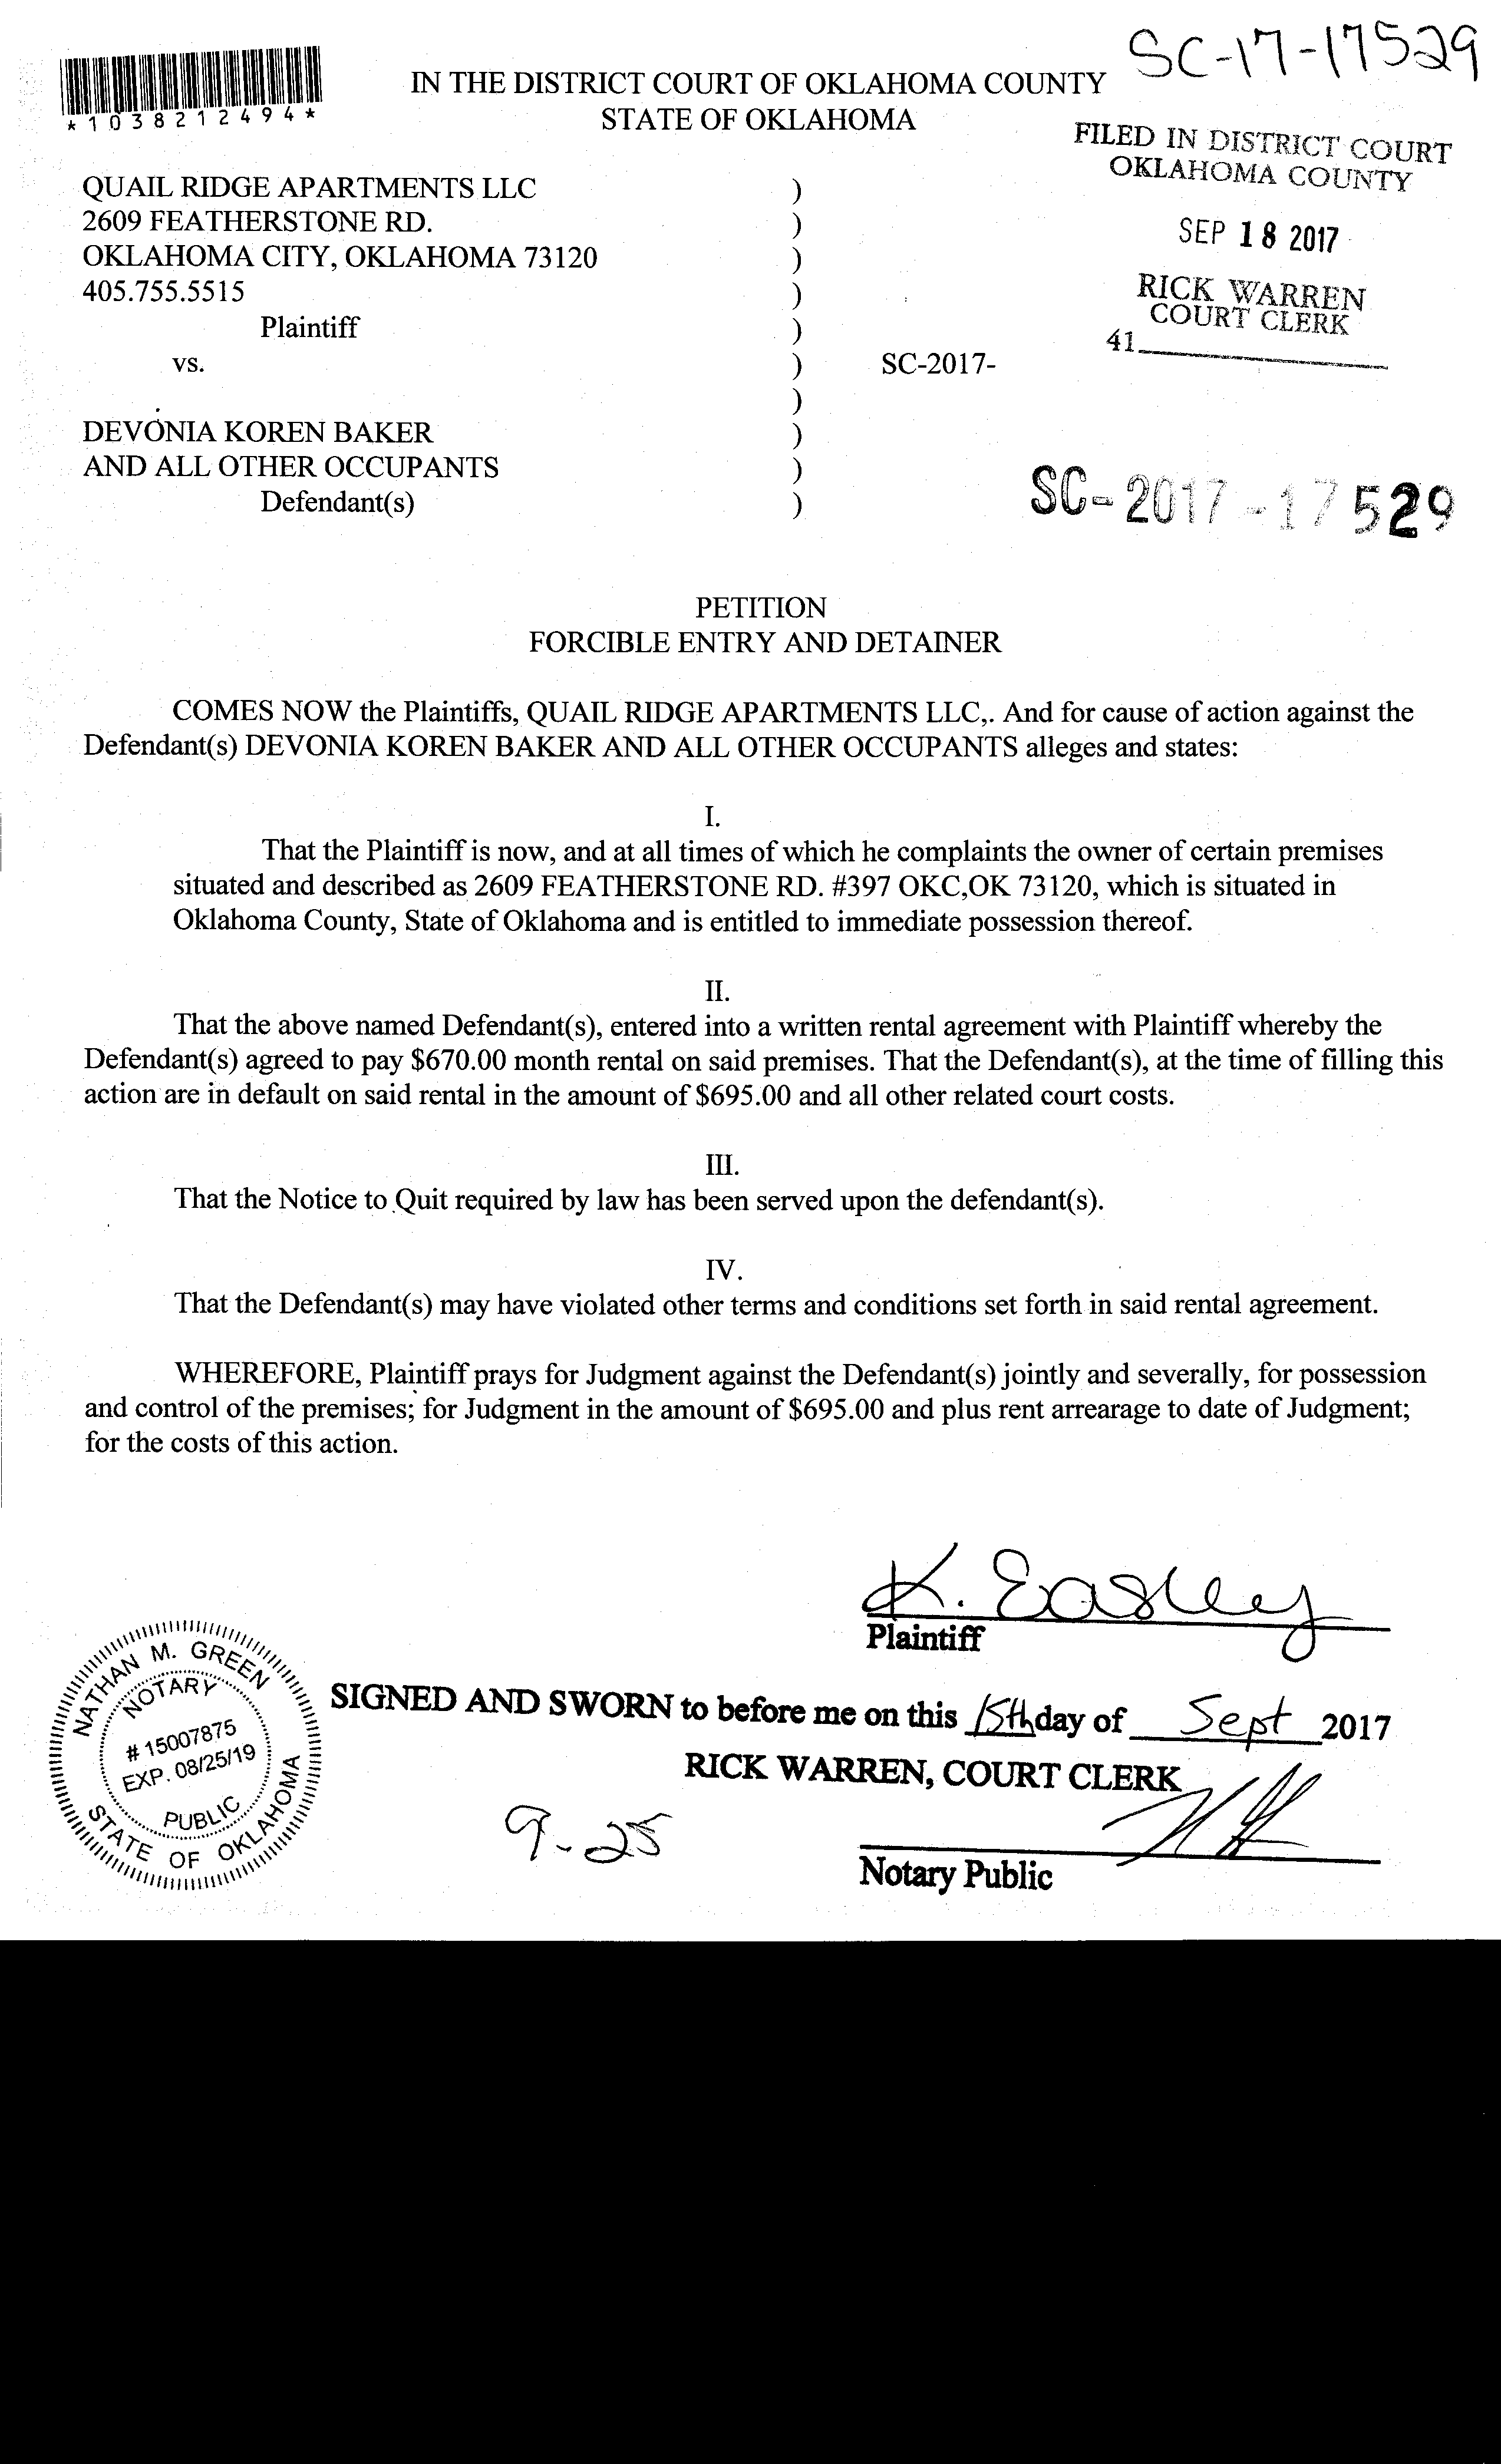 SC-17-17529
*1038212494*
IN THE DISTRICT COURT OF OKLAHOMA COUNTY
STATE OF OKLAHOMA
FILED IN DISTRICT COURT
OKLAHOMA COUNTY
SEP 18 2017
RICK WARREN
COURT CLERK
41
QUAIL RIDGE APARTMENTS LLC )
2609 FEATHERSTONE RD. )
OKLAHOMA CITY, OKLAHOMA 73120 )
405.755.5515 )
Plaintiff )
vs. ) SC-2017-
)
DEVONIA KOREN BAKER )
AND ALL OTHER OCCUPANTS )
Defendant(s) )
SC-2017-17529
PETITION
FORCIBLE ENTRY AND DETAINER
COMES NOW the Plaintiffs, QUAIL RIDGE APARTMENTS LLC,. And for cause of action against the
Defendant(s) DEVONIA KOREN BAKER AND ALL OTHER OCCUPANTS alleges and states:
I.
That the Plaintiff is now, and at all times of which he complaints the owner of certain premises
situated and described as 2609 FEATHERSTONE RD. #397 OKC,OK 73120, which is situated in
Oklahoma County, State of Oklahoma and is entitled to immediate possession thereof.
II.
That the above named Defendant(s), entered into a written rental agreement with Plaintiff whereby the
Defendant(s) agreed to pay $670.00 month rental on said premises. That the Defendant(s), at the time of filling this
action are in default on said rental in the amount of $695.00 and all other related court costs.
III.
That the Notice to Quit required by law has been served upon the defendant(s).
IV.
That the Defendant(s) may have violated other terms and conditions set forth in said rental agreement.
WHEREFORE, Plaintiff prays for Judgment against the Defendant(s) jointly and severally, for possession
and control of the premises; for Judgment in the amount of $695.00 and plus rent arrearage to date of Judgment;
for the costs of this action.
K. Easley
Plaintiff
NATHAN M. GREEN
NOTARY
# 15007875
EXP. 08/25/19
PUBLIC
STATE OF OKLAHOMA
SIGNED AND SWORN to before me on this 15th day of Sept 2017
RICK WARREN, COURT CLERK
9-25
Notary Public